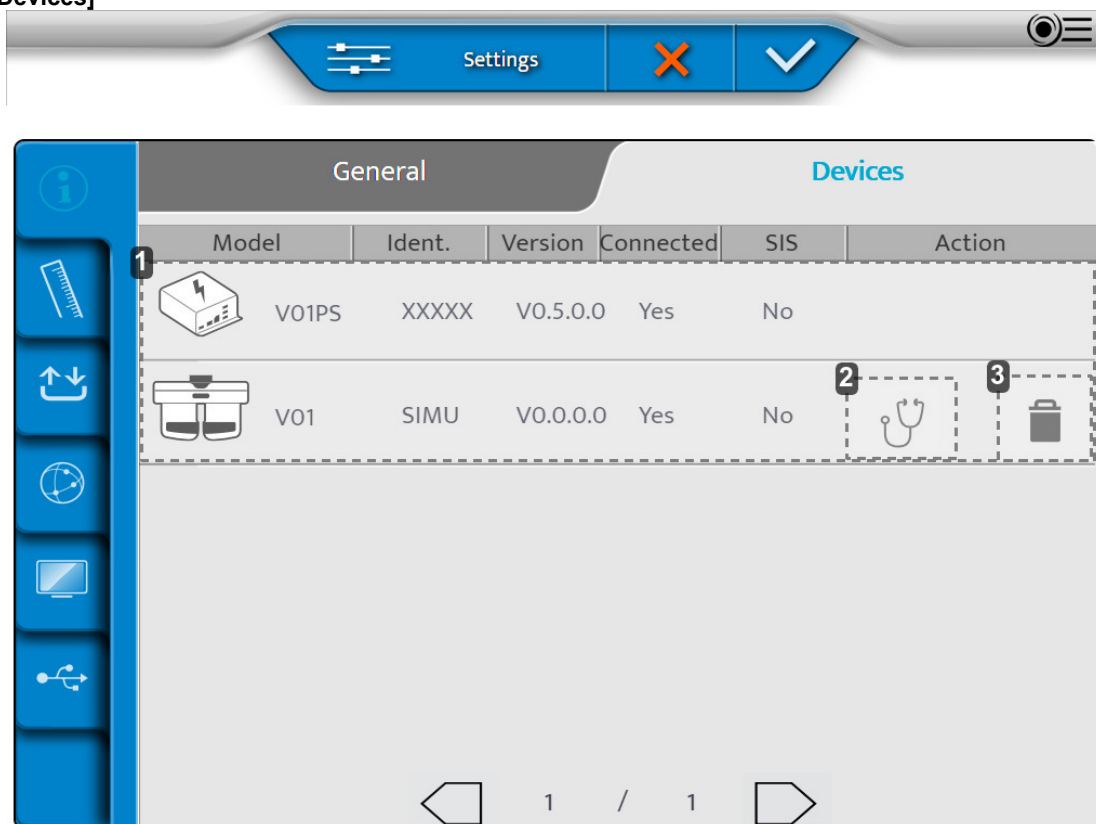 Devices]
Settings
General Devices
Model Ident. Version Connected SIS Action
1
V01PS XXXXX V0.5.0.0 Yes No
2 3
V01 SIMU V0.0.0.0 Yes No
1 / 1